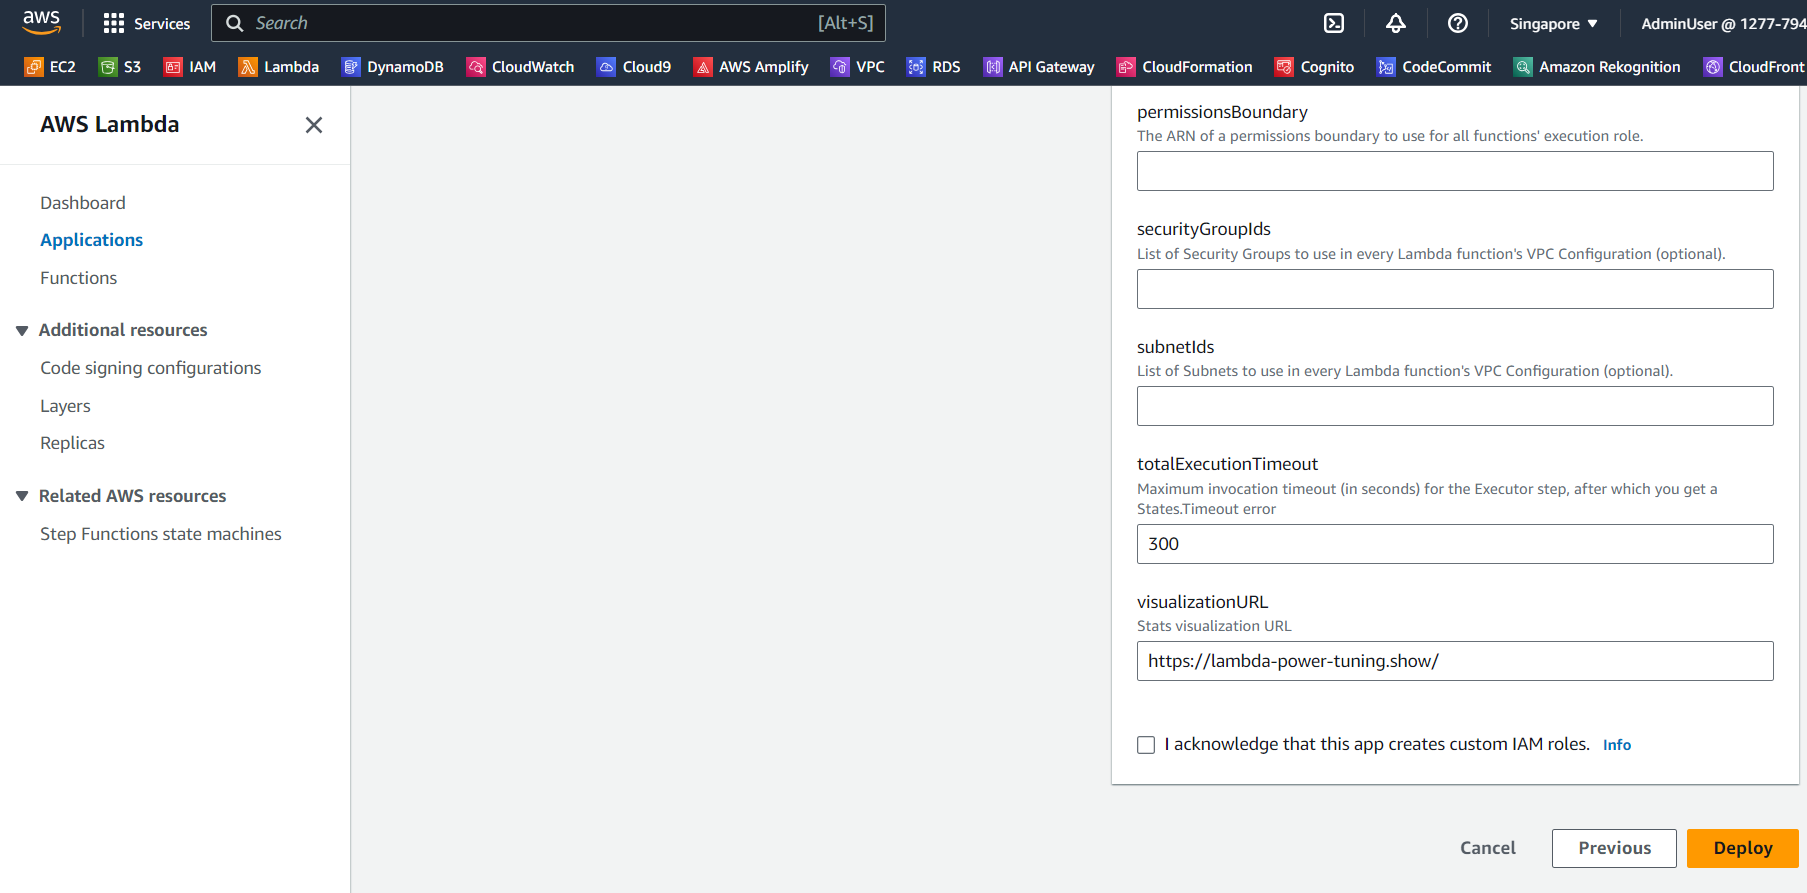 aws
Services
Search
[Alt+S]
Singapore
AdminUser @ 1277-794
EC2
S3
IAM
Lambda
DynamoDB
CloudWatch
Cloud9
AWS Amplify
VPC
RDS
API Gateway
CloudFormation
Cognito
CodeCommit
Amazon Rekognition
CloudFront
AWS Lambda
Dashboard
Applications
Functions
Additional resources
Code signing configurations
Layers
Replicas
Related AWS resources
Step Functions state machines
permissionsBoundary
The ARN of a permissions boundary to use for all functions' execution role.
securityGroupIds
List of Security Groups to use in every Lambda function's VPC Configuration (optional).
subnetIds
List of Subnets to use in every Lambda function's VPC Configuration (optional).
totalExecutionTimeout
Maximum invocation timeout (in seconds) for the Executor step, after which you get a
States.Timeout error
300
visualizationURL
Stats visualization URL
https://lambda-power-tuning.show/
I acknowledge that this app creates custom IAM roles. Info
Cancel
Previous
Deploy